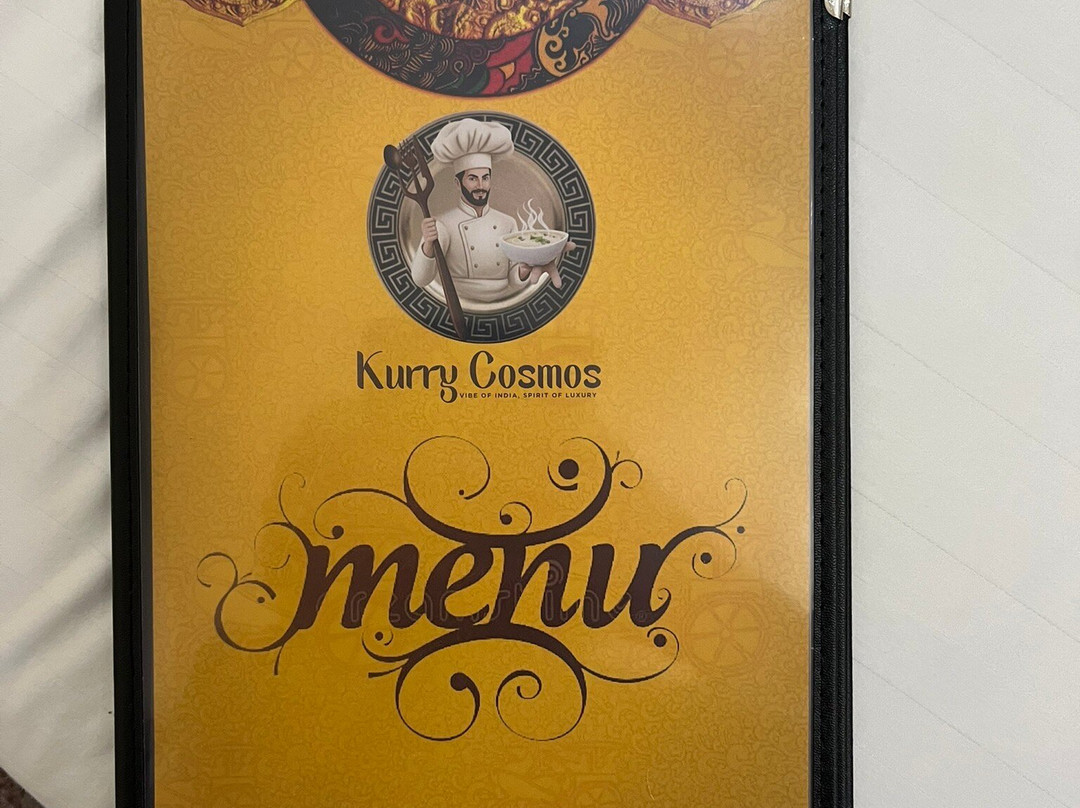 Kurry Cosmos
VIBE OF INDIA, SPIRIT OF LUXURY
menu